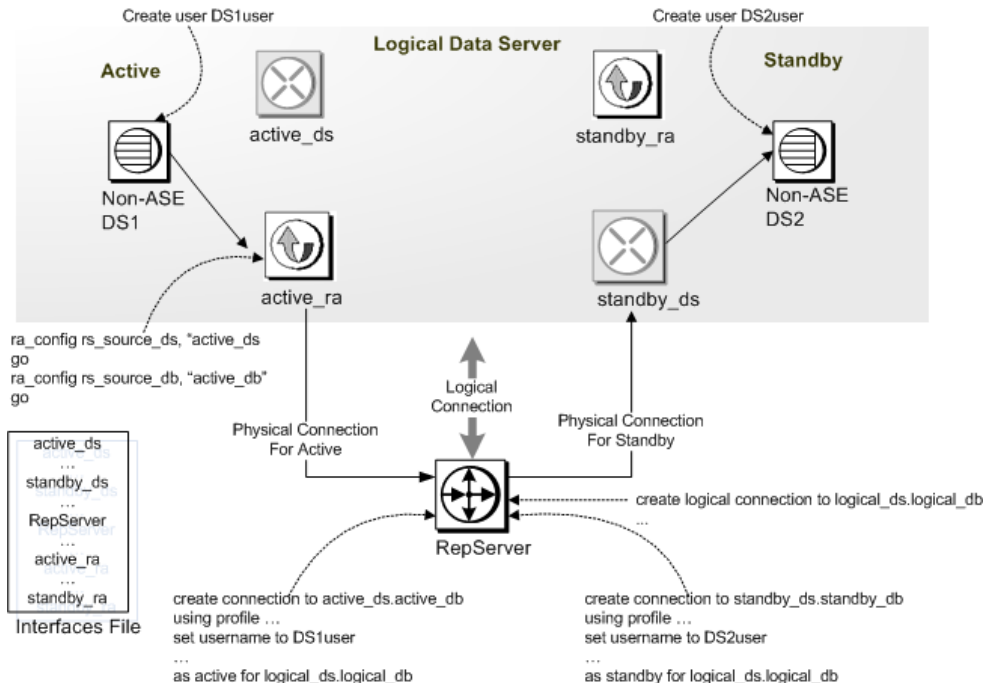 Create user DS1user
Create user DS2user
Logical Data Server
Active
Standby
active_ds
standby_ra
Non-ASE
DS1
Non-ASE
DS2
active_ra
standby_ds
ra_config rs_source_ds, “active_ds
go
ra_config rs_source_db, “active_db”
go
Logical
Connection
Physical Connection
For Active
Physical Connection
For Standby
active_ds
...
standby_ds
...
RepServer
...
active_ra
...
standby_ra
Interfaces File
RepServer
create logical connection to logical_ds.logical_db
...
create connection to active_ds.active_db
using profile ...
set username to DS1user
...
as active for logical_ds.logical_db
create connection to standby_ds.standby_db
using profile ...
set username to DS2user
...
as standby for logical_ds.logical_db